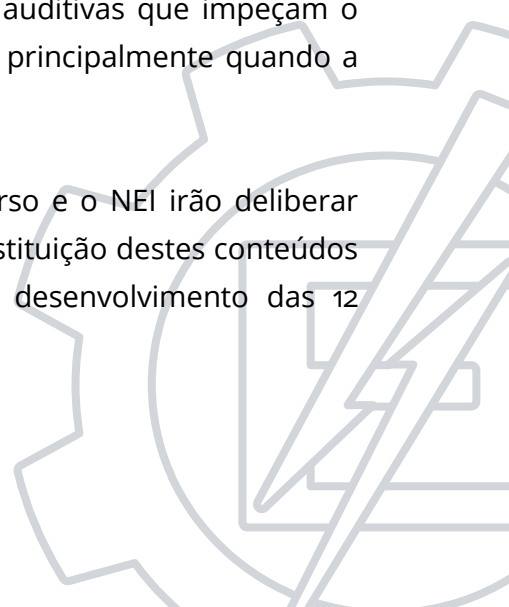 auditivas que impeçam o
principalmente quando a
rso e o NEI irão deliberar
stituição destes conteúdos
desenvolvimento das 12